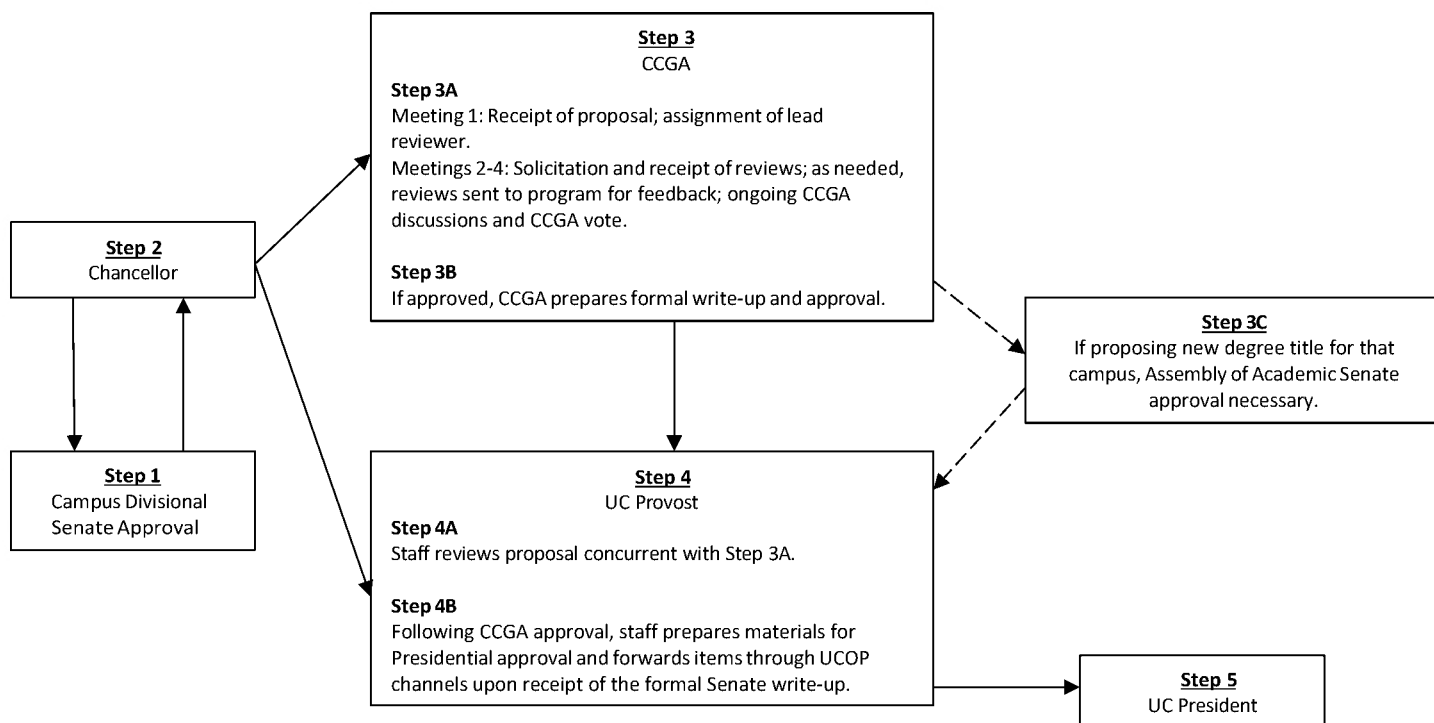 Step 3
CCGA
Step 3A
Meeting 1: Receipt of proposal; assignment of lead
reviewer.
Meetings 2-4: Solicitation and receipt of reviews; as needed,
reviews sent to program for feedback; ongoing CCGA
discussions and CCGA vote.
Step 3B
If approved, CCGA prepares formal write-up and approval.
Step 2
Chancellor
Step 3C
If proposing new degree title for that
campus, Assembly of Academic Senate
approval necessary.
Step 1
Campus Divisional
Senate Approval
Step 4
UC Provost
Step 4A
Staff reviews proposal concurrent with Step 3A.
Step 4B
Following CCGA approval, staff prepares materials for
Presidential approval and forwards items through UCOP
channels upon receipt of the formal Senate write-up.
Step 5
UC President